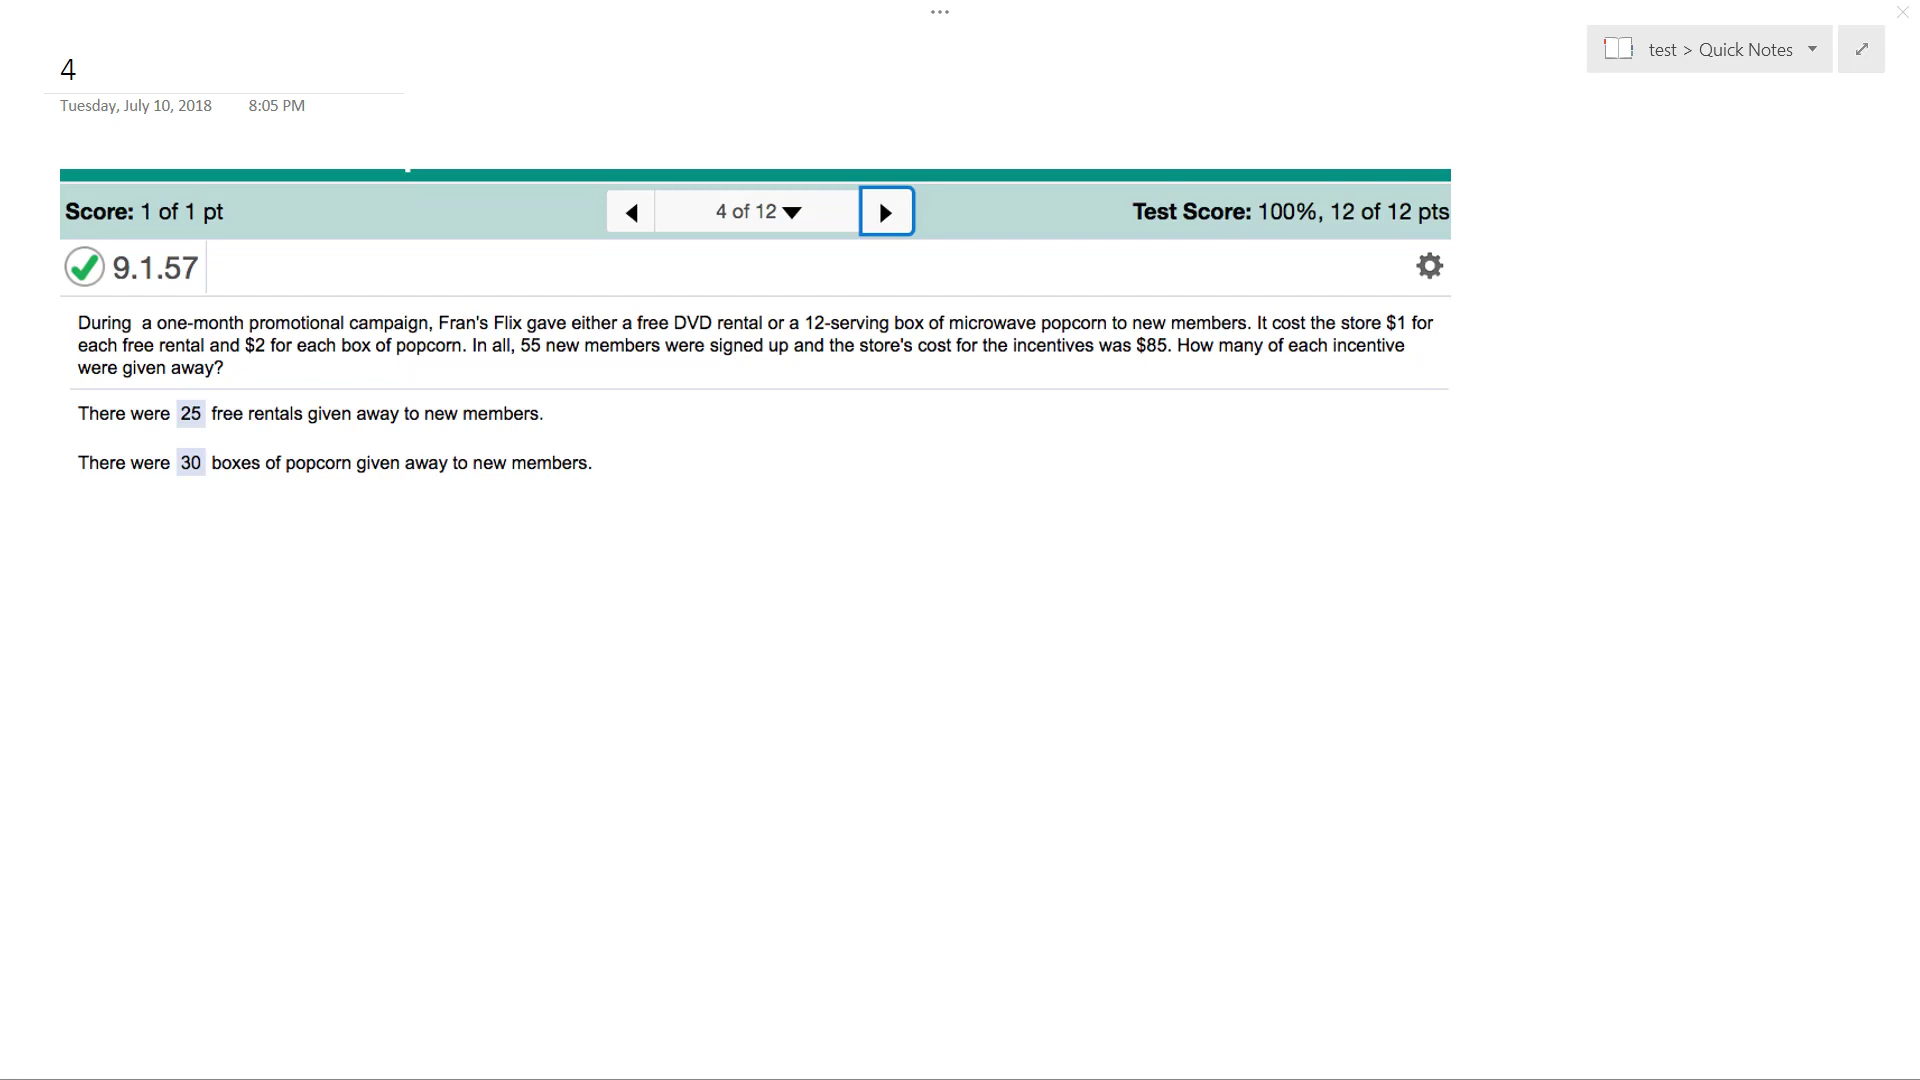 ...
test > Quick Notes
4
Tuesday, July 10, 2018 8:05 PM
Score: 1 of 1 pt
4 of 12
Test Score: 100%, 12 of 12 pts
9.1.57
During a one-month promotional campaign, Fran's Flix gave either a free DVD rental or a 12-serving box of microwave popcorn to new members. It cost the store $1 for
each free rental and $2 for each box of popcorn. In all, 55 new members were signed up and the store's cost for the incentives was $85. How many of each incentive
were given away?
There were 25 free rentals given away to new members.
There were 30 boxes of popcorn given away to new members.